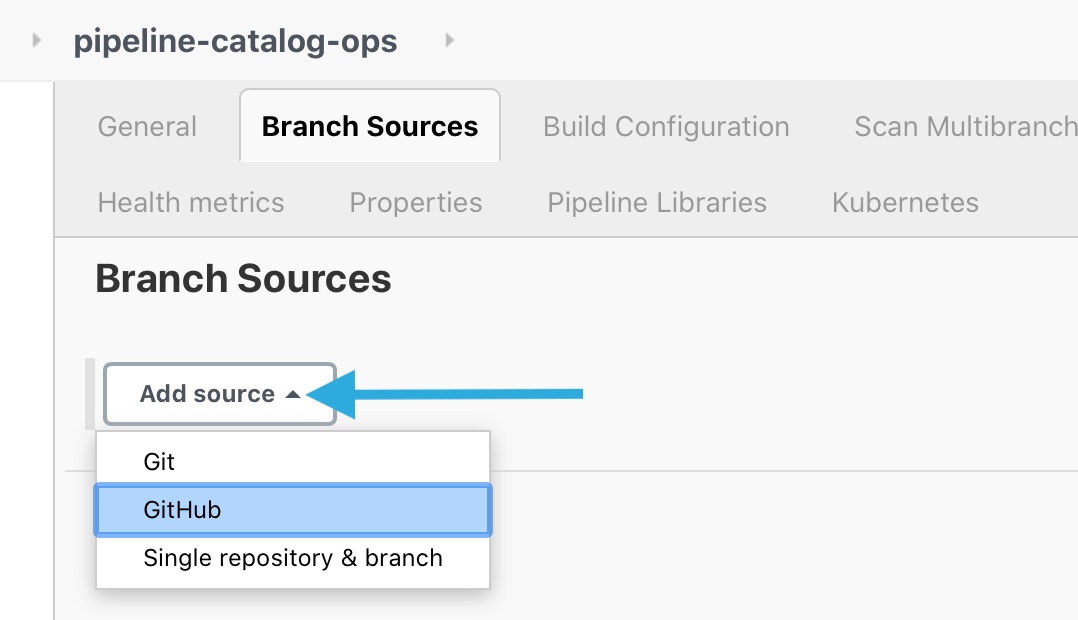 pipeline-catalog-ops
General Branch Sources Build Configuration Scan Multibranch
Health metrics Properties Pipeline Libraries Kubernetes
Branch Sources
Add source
Git
GitHub
Single repository & branch